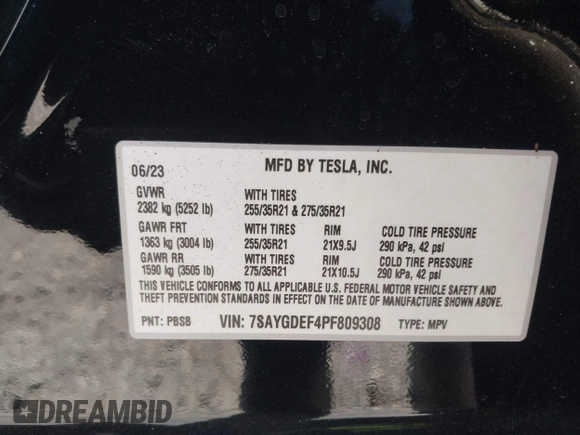 06/23 MFD BY TESLA, INC.
GVWR WITH TIRES
2382 kg (5252 lb) 255/35R21 & 275/35R21
GAWR FRT WITH TIRES RIM COLD TIRE PRESSURE
1363 kg (3004 lb) 255/35R21 21X9.5J 290 kPa, 42 psi
GAWR RR WITH TIRES RIM COLD TIRE PRESSURE
1590 kg (3505 lb) 275/35R21 21X10.5J 290 kPa, 42 psi
THIS VEHICLE CONFORMS TO ALL APPLICABLE U.S. FEDERAL MOTOR VEHICLE SAFETY AND
THEFT PREVENTION STANDARDS IN EFFECT ON THE DATE OF MANUFACTURE SHOWN ABOVE.
PNT: PBSB VIN: 7SAYGDEF4PF809308 TYPE: MPV
DREAMBID